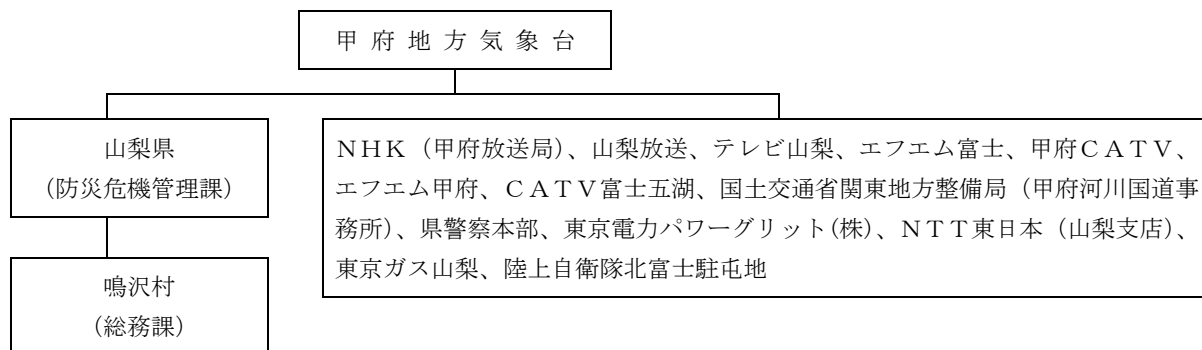 甲府地方気象台
山梨県
(防災危機管理課)
NHK（甲府放送局）、山梨放送、テレビ山梨、エフエム富士、甲府CATV、
エフエム甲府、CATV富士五湖、国土交通省関東地方整備局（甲府河川国道事
務所）、県警察本部、東京電力パワーグリット(株)、NTT東日本（山梨支店）、
東京ガス山梨、陸上自衛隊北富士駐屯地
鳴沢村
(総務課)